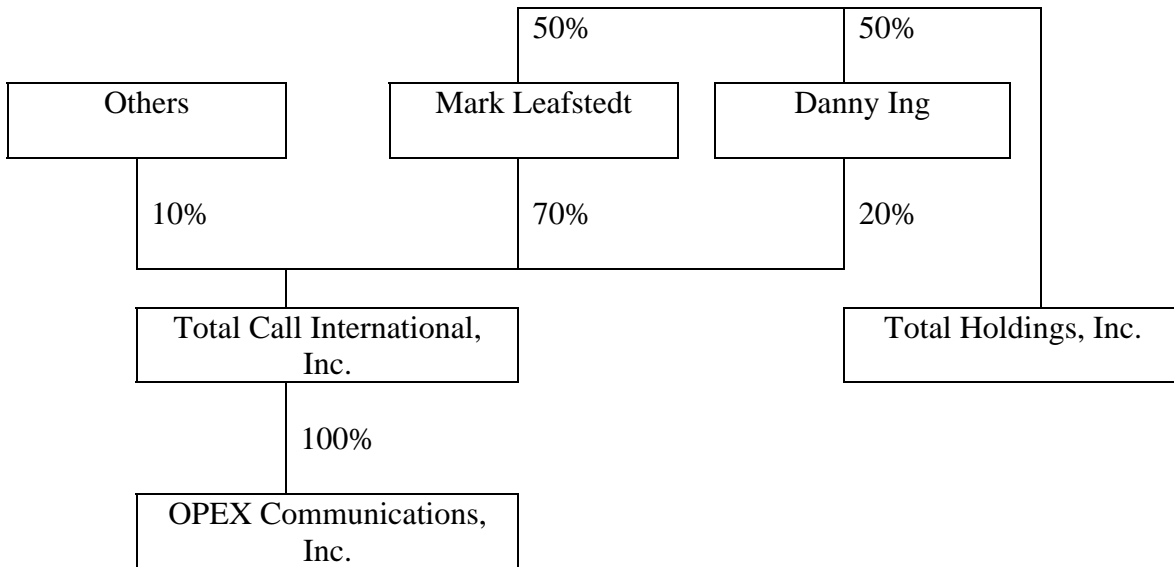 50%
50%
Others
Mark Leafstedt
Danny Ing
10%
70%
20%
Total Call International,
Inc.
Total Holdings, Inc.
100%
OPEX Communications,
Inc.